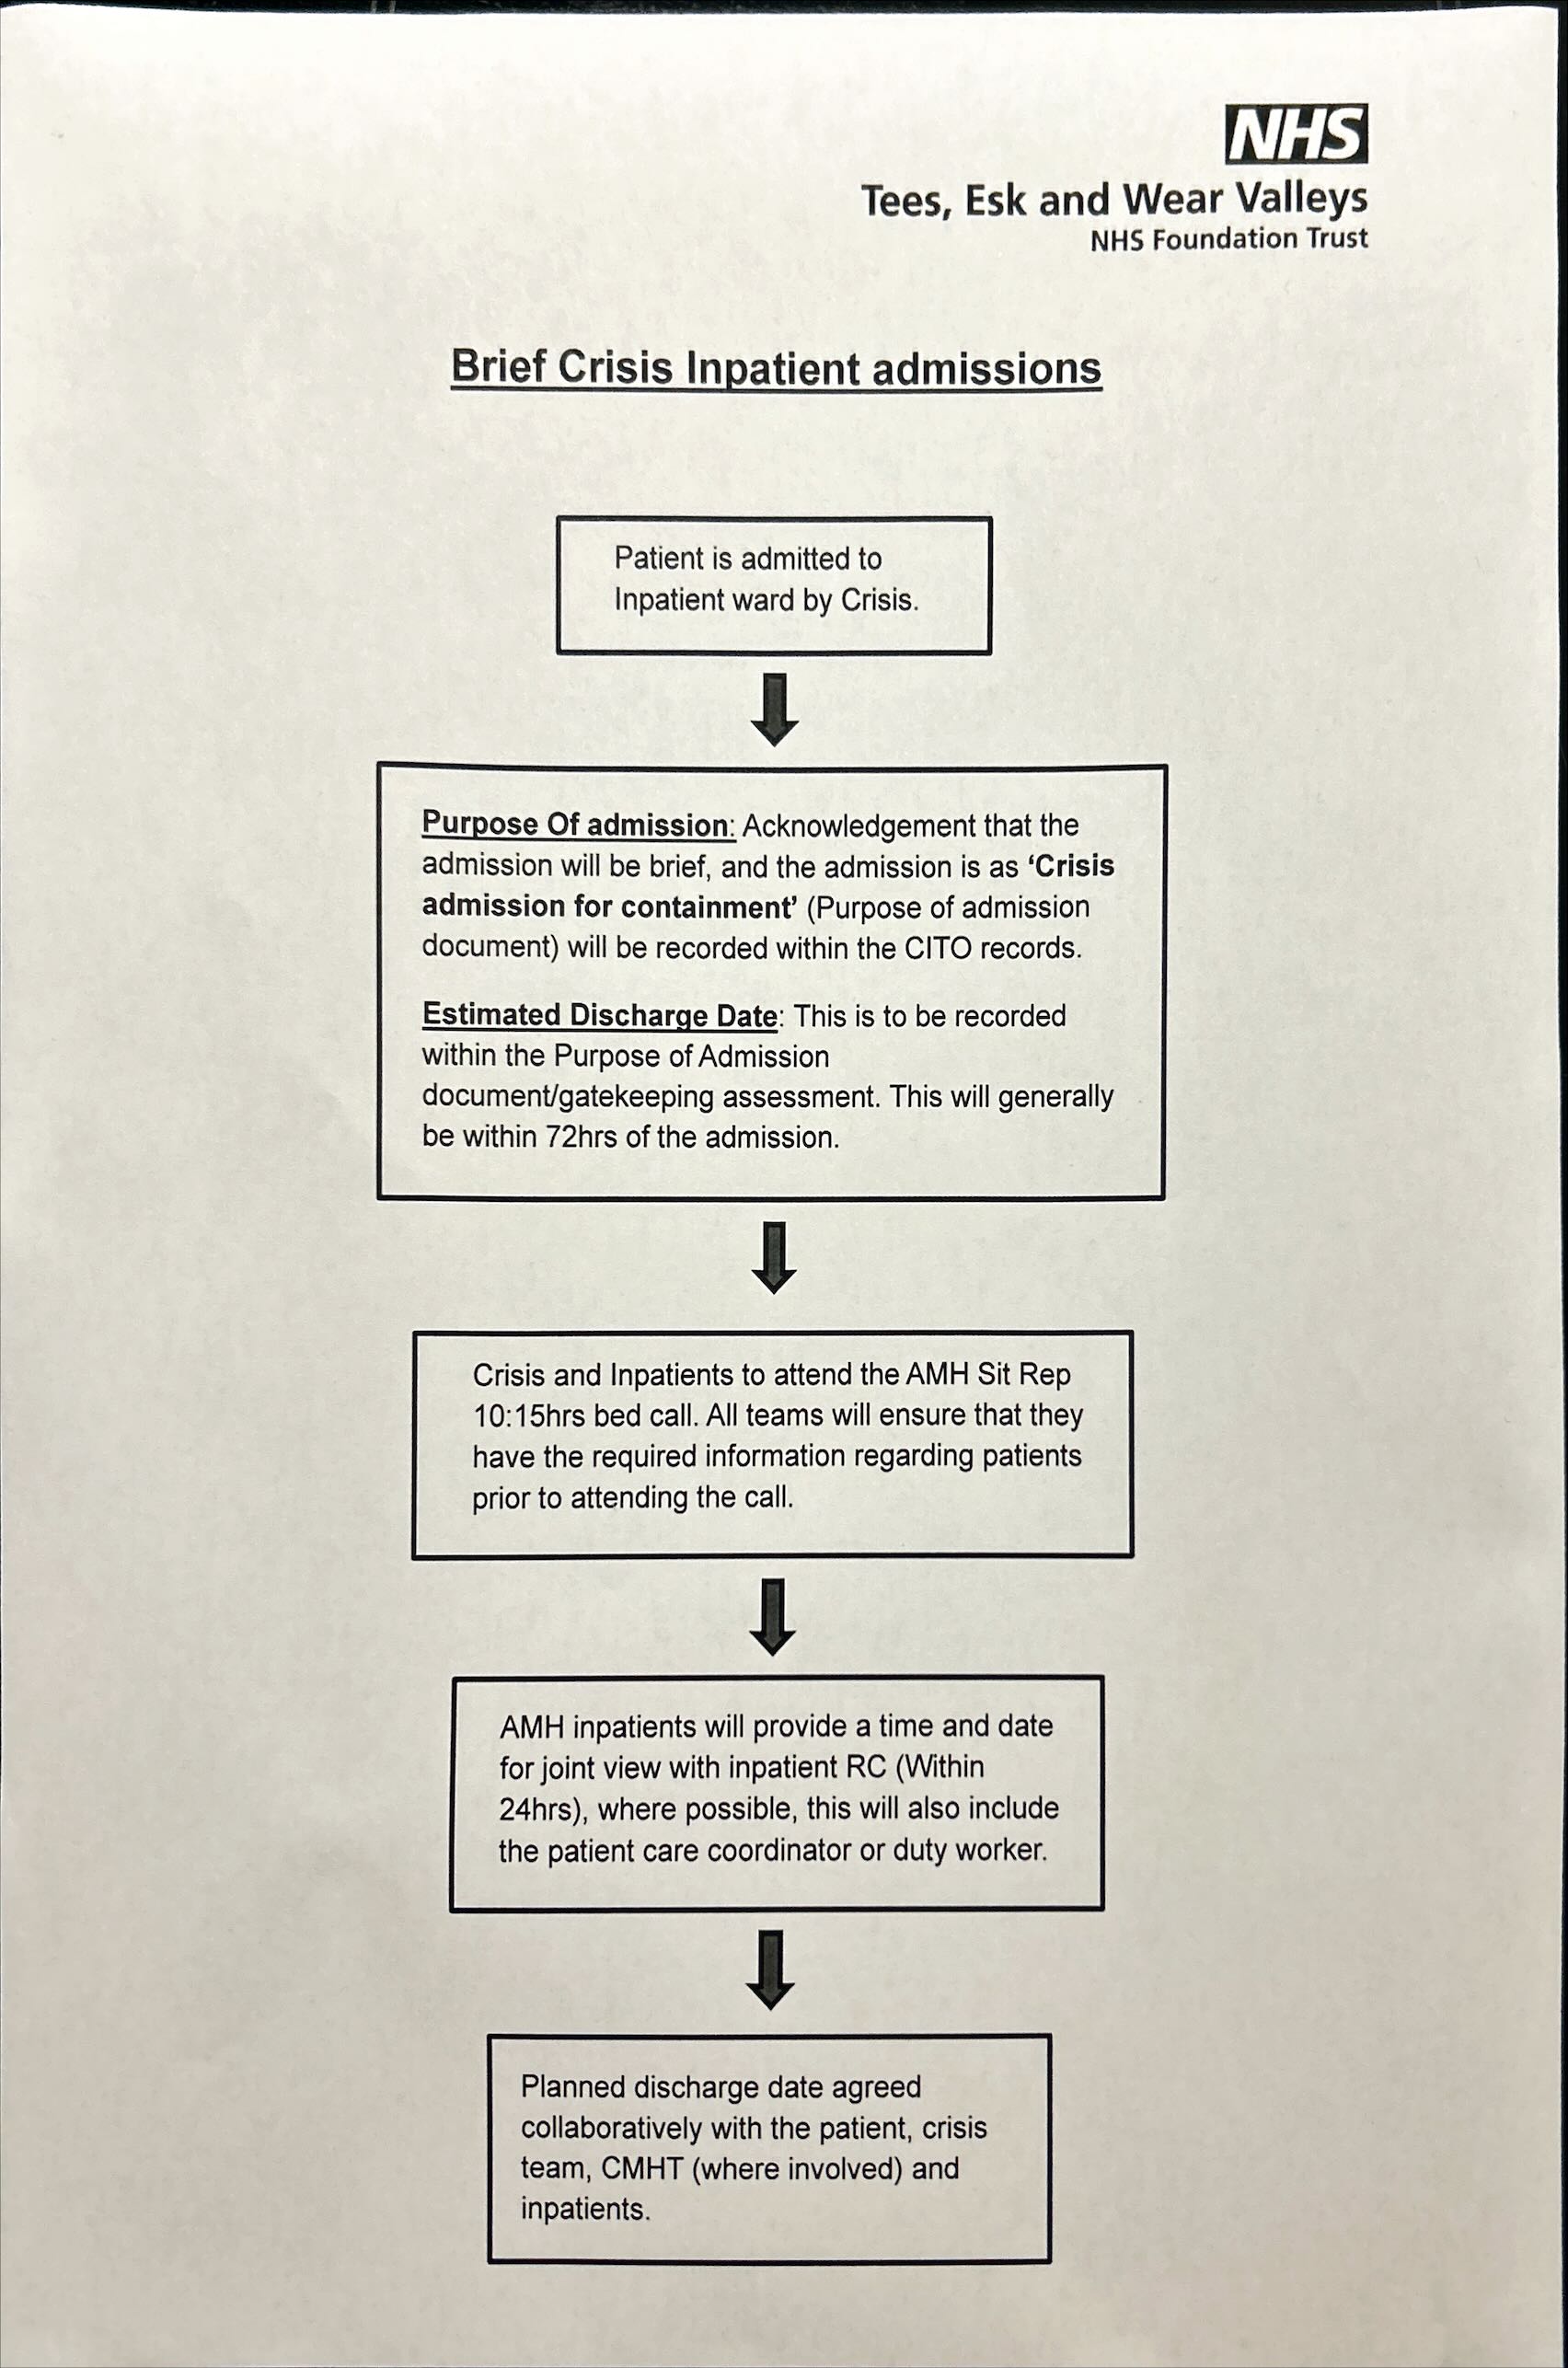 NHS
Tees, Esk and Wear Valleys
NHS Foundation Trust
Brief Crisis Inpatient admissions
Patient is admitted to
Inpatient ward by Crisis.
Purpose Of admission: Acknowledgement that the
admission will be brief, and the admission is as ‘Crisis
admission for containment’ (Purpose of admission
document) will be recorded within the CITO records.
Estimated Discharge Date: This is to be recorded
within the Purpose of Admission
document/gatekeeping assessment. This will generally
be within 72hrs of the admission.
Crisis and Inpatients to attend the AMH Sit Rep
10:15hrs bed call. All teams will ensure that they
have the required information regarding patients
prior to attending the call.
AMH inpatients will provide a time and date
for joint view with inpatient RC (Within
24hrs), where possible, this will also include
the patient care coordinator or duty worker.
Planned discharge date agreed
collaboratively with the patient, crisis
team, CMHT (where involved) and
inpatients.